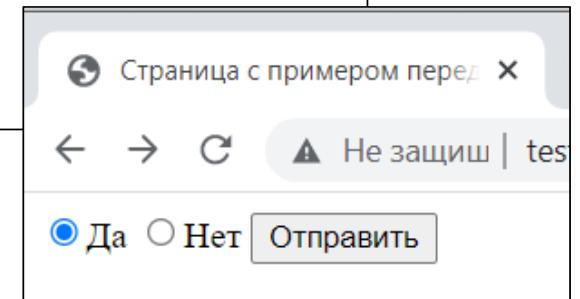 Страница с примером перед
Не защищ | tes
Да Нет Отправить